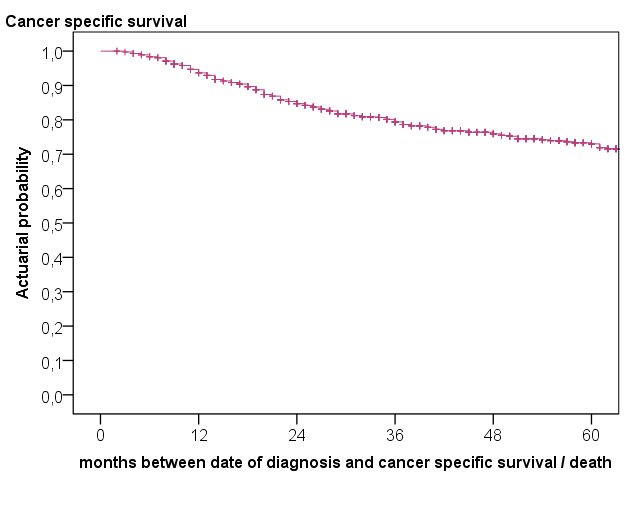 Cancer specific survival
1,0
0,9
0,8
0,7
0,6
0,5
0,4
0,3
0,2
0,1
0,0
Actuarial probability
0 12 24 36 48 60
months between date of diagnosis and cancer specific survival / death